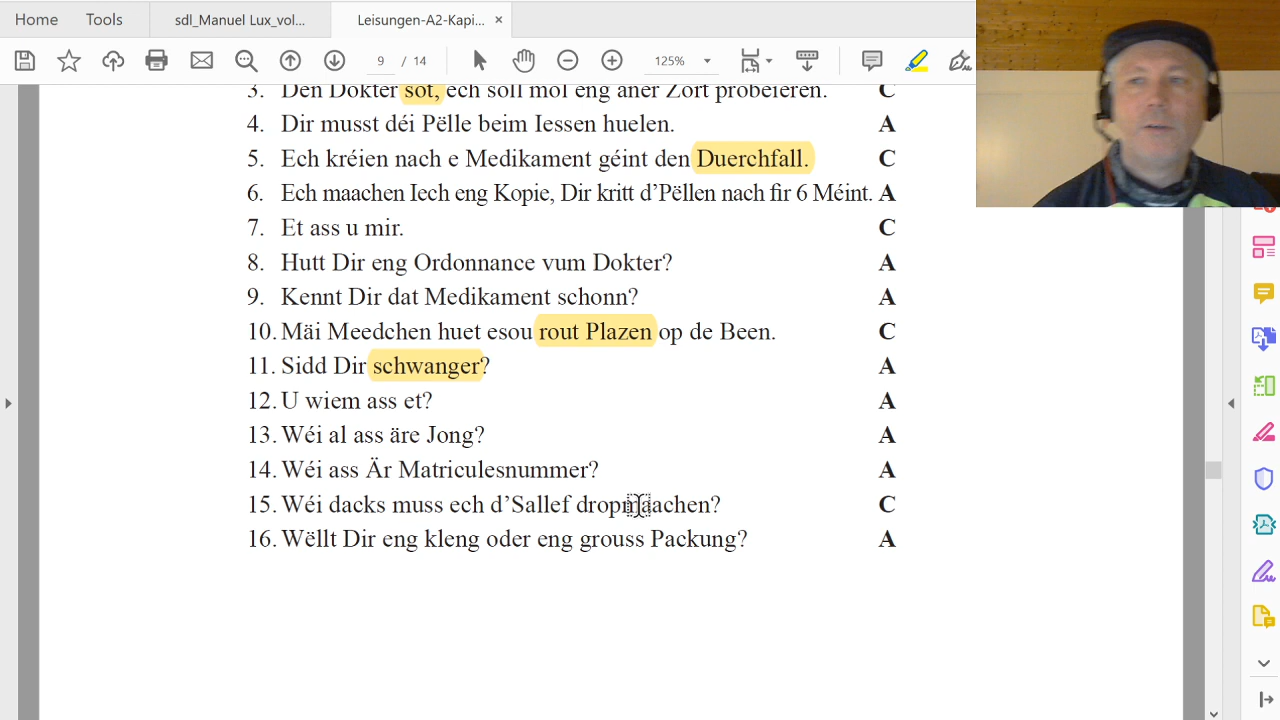 Home Tools sdl_Manuel Lux_vol... Leisungen-A2-Kapi... ×
9 / 14 125%
3. Den Dokter sot, ech soll mol eng aner Zort probéieren. C
4. Dir musst déi Pëlle beim Iessen huelen. A
5. Ech kréien nach e Medikament géint den Duerchfall. C
6. Ech maachen Iech eng Kopie, Dir kritt d’Pëllen nach fir 6 Méint. A
7. Et ass u mir. C
8. Hutt Dir eng Ordonnance vum Dokter? A
9. Kennt Dir dat Medikament schonn? A
10. Mäi Meedchen huet esou rout Plazen op de Been. C
11. Sidd Dir schwanger? A
12. U wiem ass et? A
13. Wéi al ass äre Jong? A
14. Wéi ass Är Matriculesnummer? A
15. Wéi dacks muss ech d’Sallef dropmaachen? C
16. Wëllt Dir eng kleng oder eng grouss Packung? A